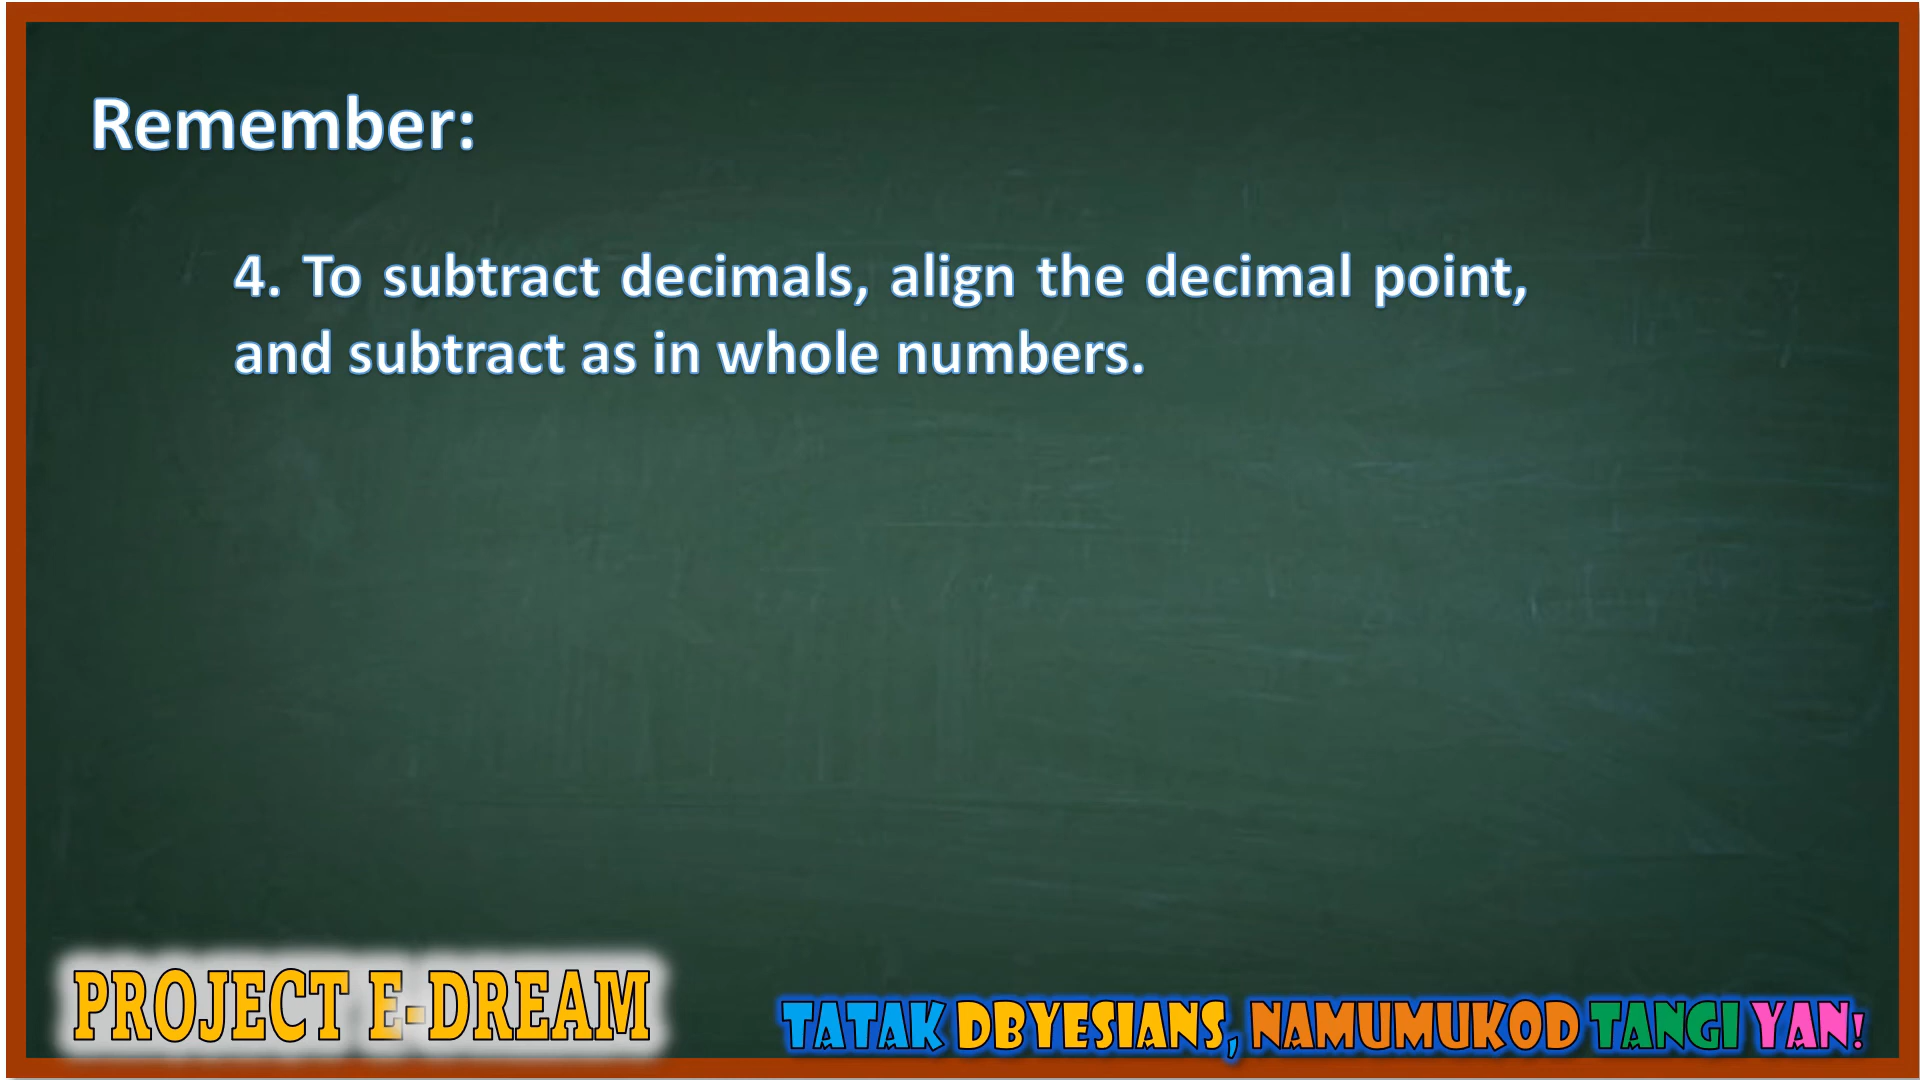 Remember:
4. To subtract decimals, align the decimal point,
and subtract as in whole numbers.
PROJECT E-DREAM
TATAK DBYESIANS, NAMUMUKOD TANGI YAN!